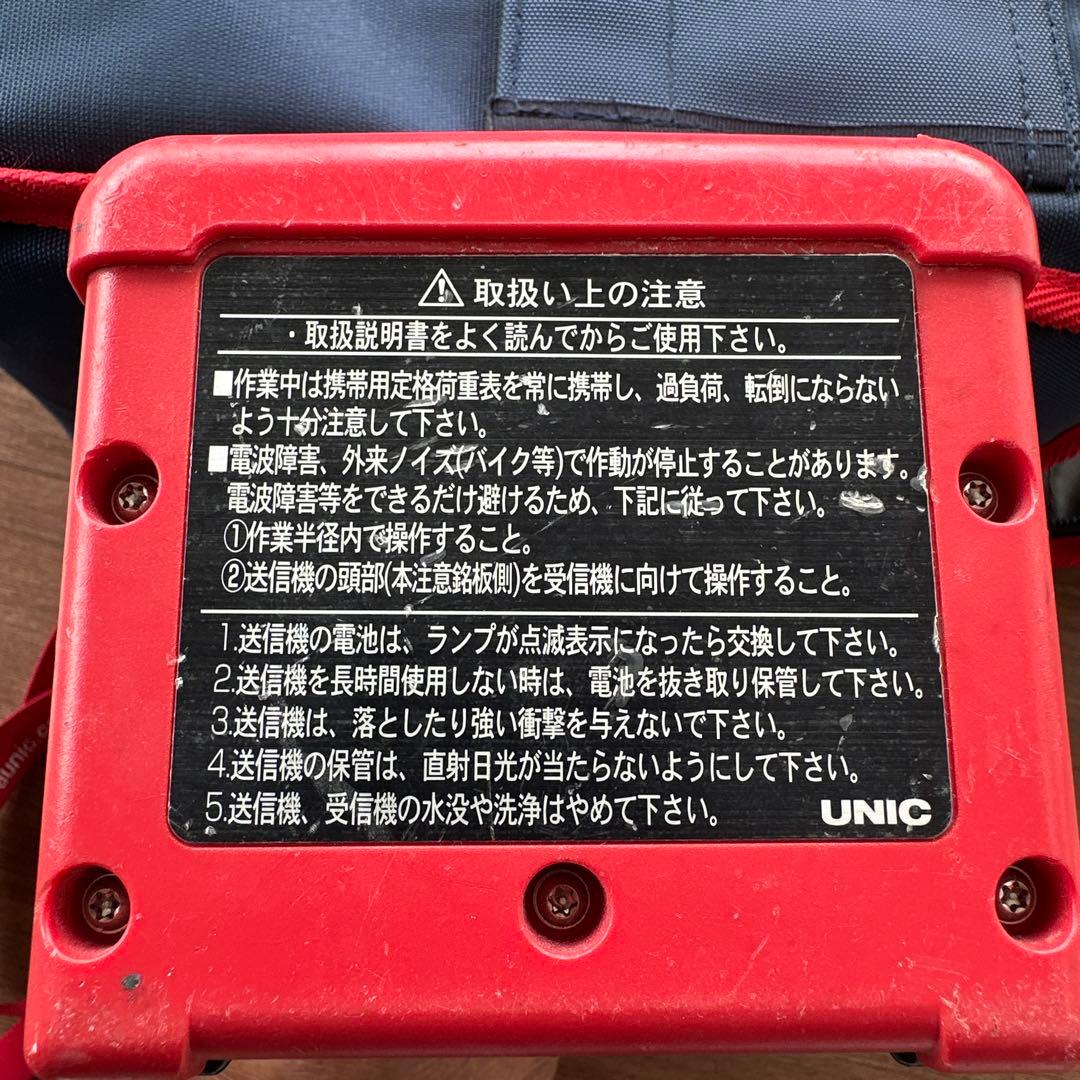 ⚠取扱い上の注意
・取扱説明書をよく読んでからご使用下さい。
■作業中は携帯用定格荷重表を常に携帯し、過負荷、転倒にならない
よう十分注意して下さい。
■電波障害、外来ノイズ(バイク等)で作動が停止することがあります。
電波障害等をできるだけ避けるため、下記に従って下さい。
①作業半径内で操作すること。
②送信機の頭部(本注意銘板側)を受信機に向けて操作すること。
1.送信機の電池は、ランプが点滅表示になったら交換して下さい。
2.送信機を長時間使用しない時は、電池を抜き取り保管して下さい。
3.送信機は、落としたり強い衝撃を与えないで下さい。
4.送信機の保管は、直射日光が当たらないようにして下さい。
5.送信機、受信機の水没や洗浄はやめて下さい。
UNIC